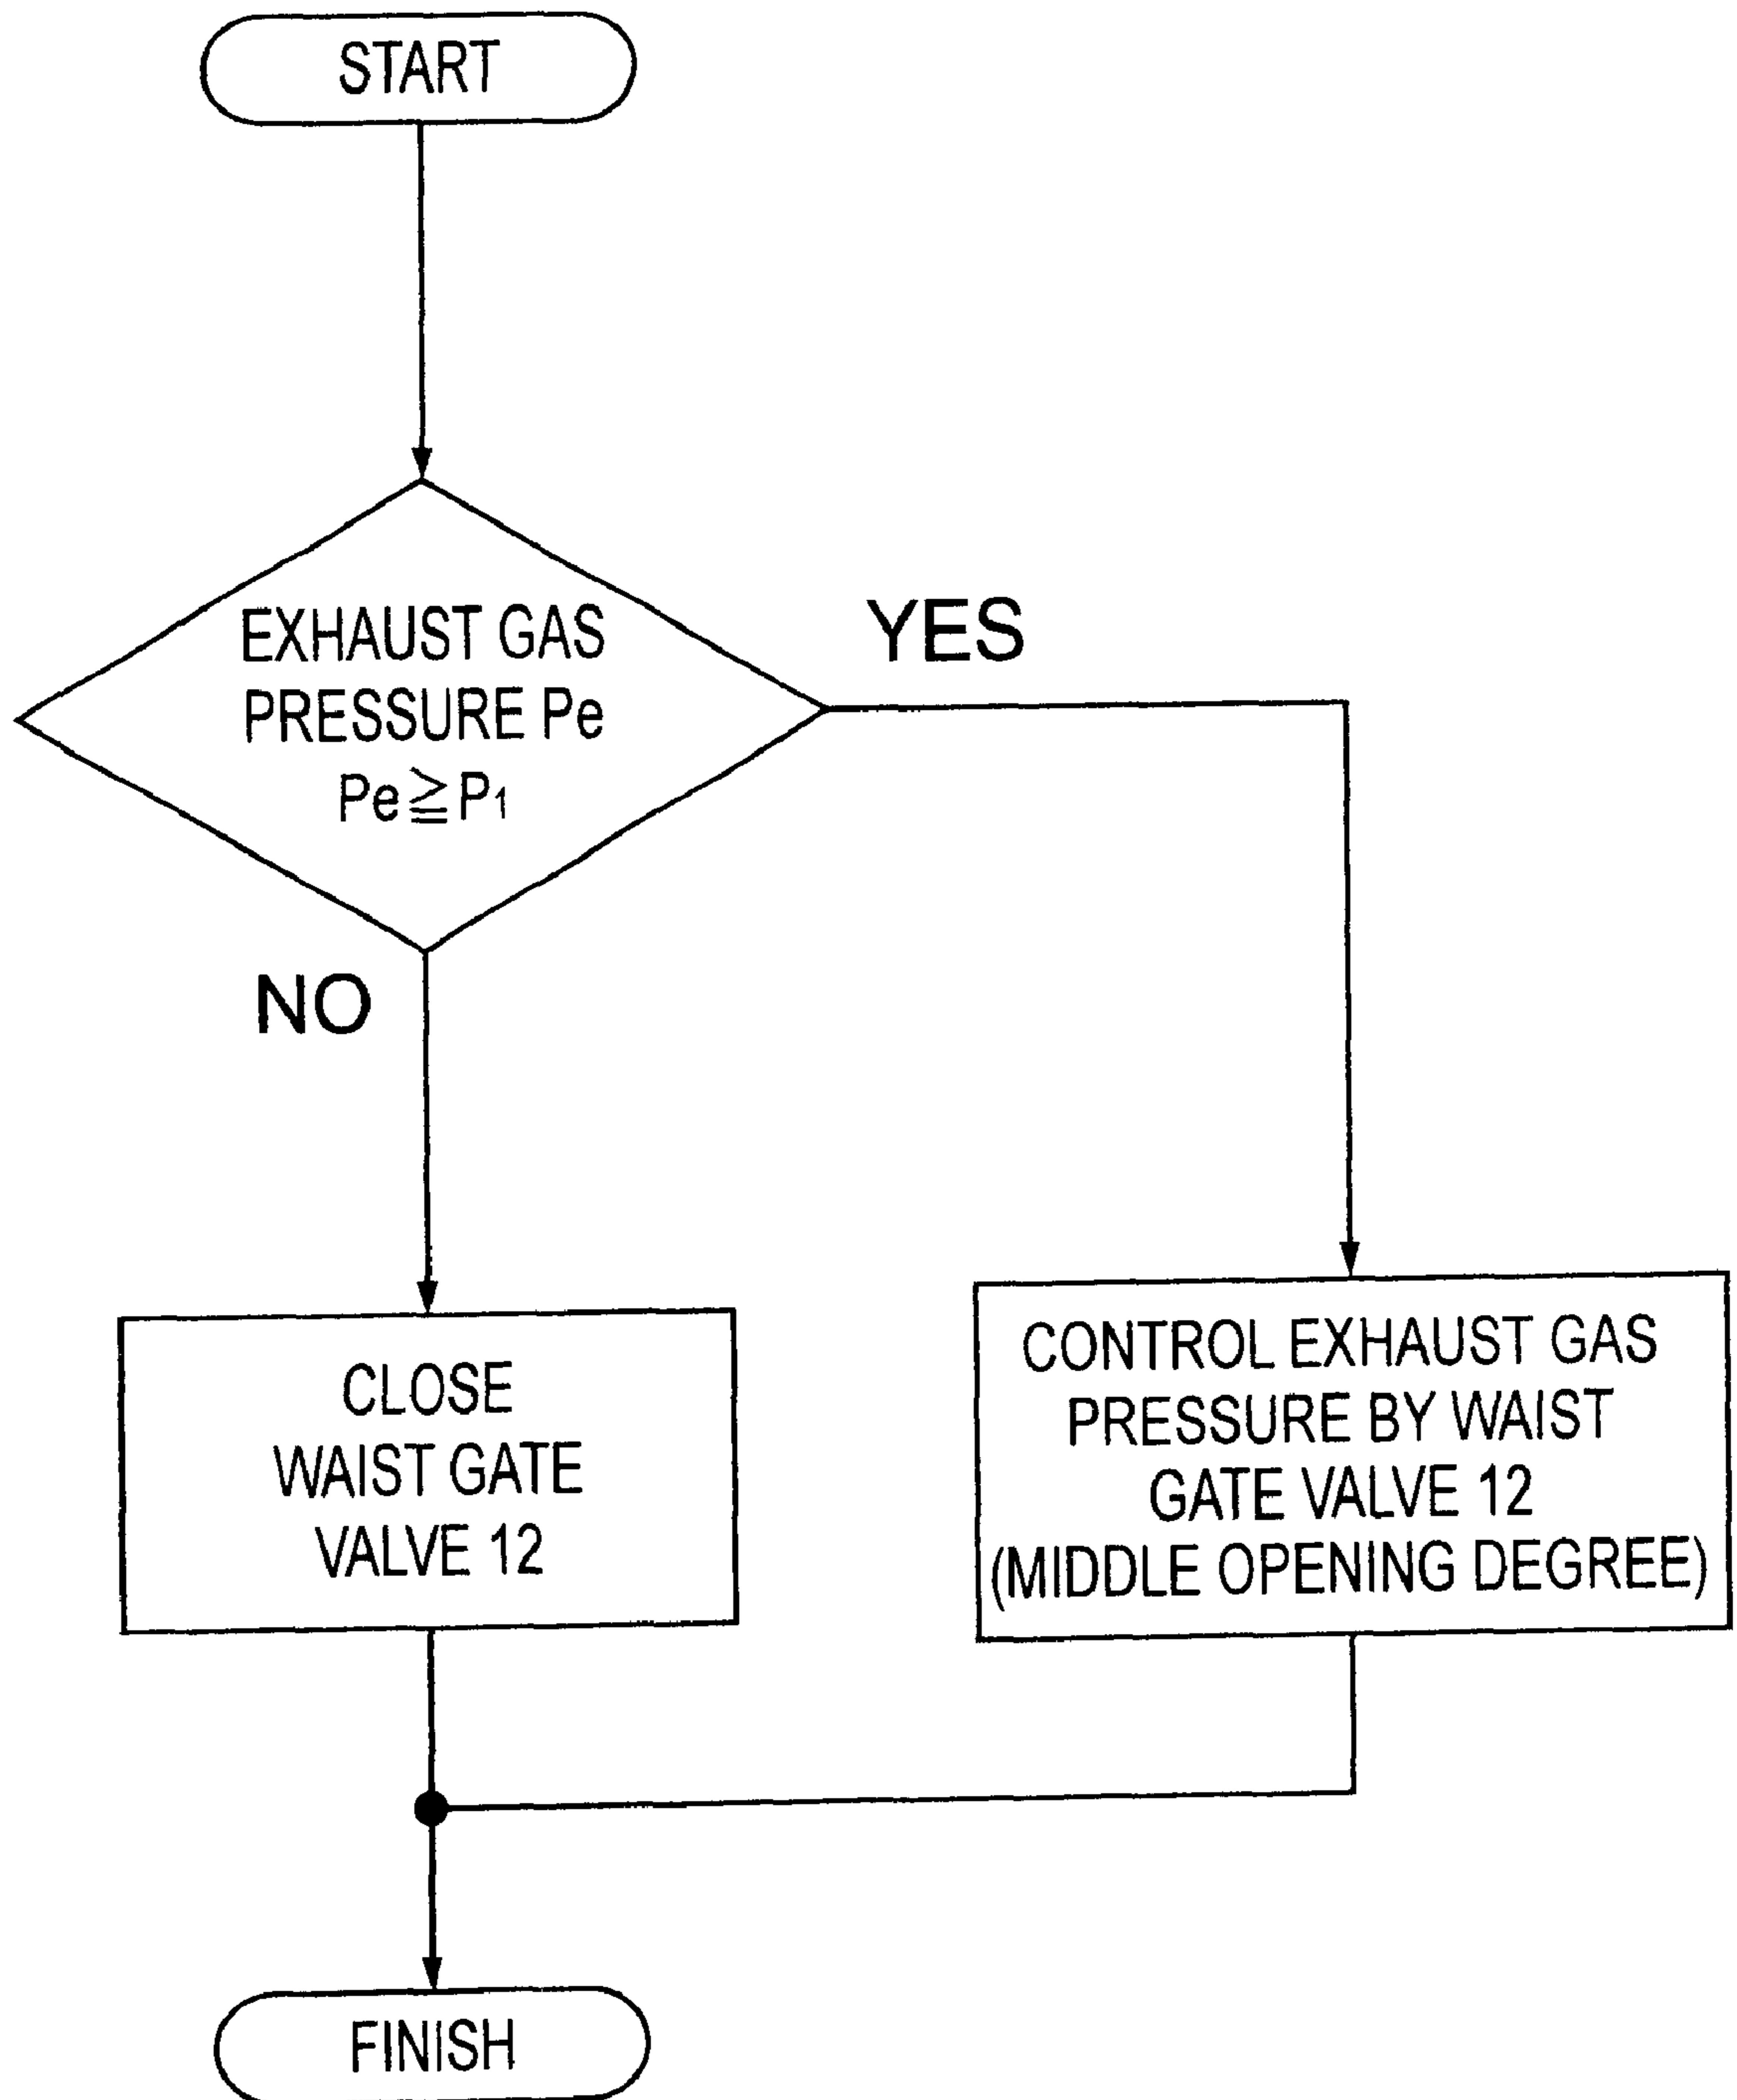 START
EXHAUST GAS
PRESSURE Pe
Pe≧P1
YES
NO
CLOSE
WAIST GATE
VALVE 12
CONTROL EXHAUST GAS
PRESSURE BY WAIST
GATE VALVE 12
(MIDDLE OPENING DEGREE)
FINISH